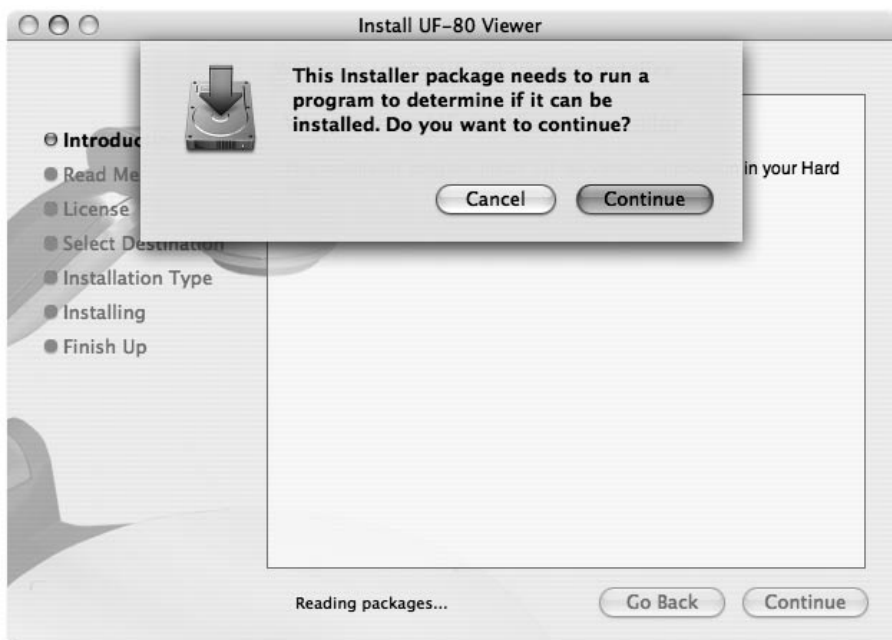 Install UF-80 Viewer
This Installer package needs to run a
program to determine if it can be
installed. Do you want to continue?
Cancel
Continue
Read Me
License
Select Destination
Installation Type
Installing
Finish Up
in your Hard
Reading packages...
Go Back
Continue